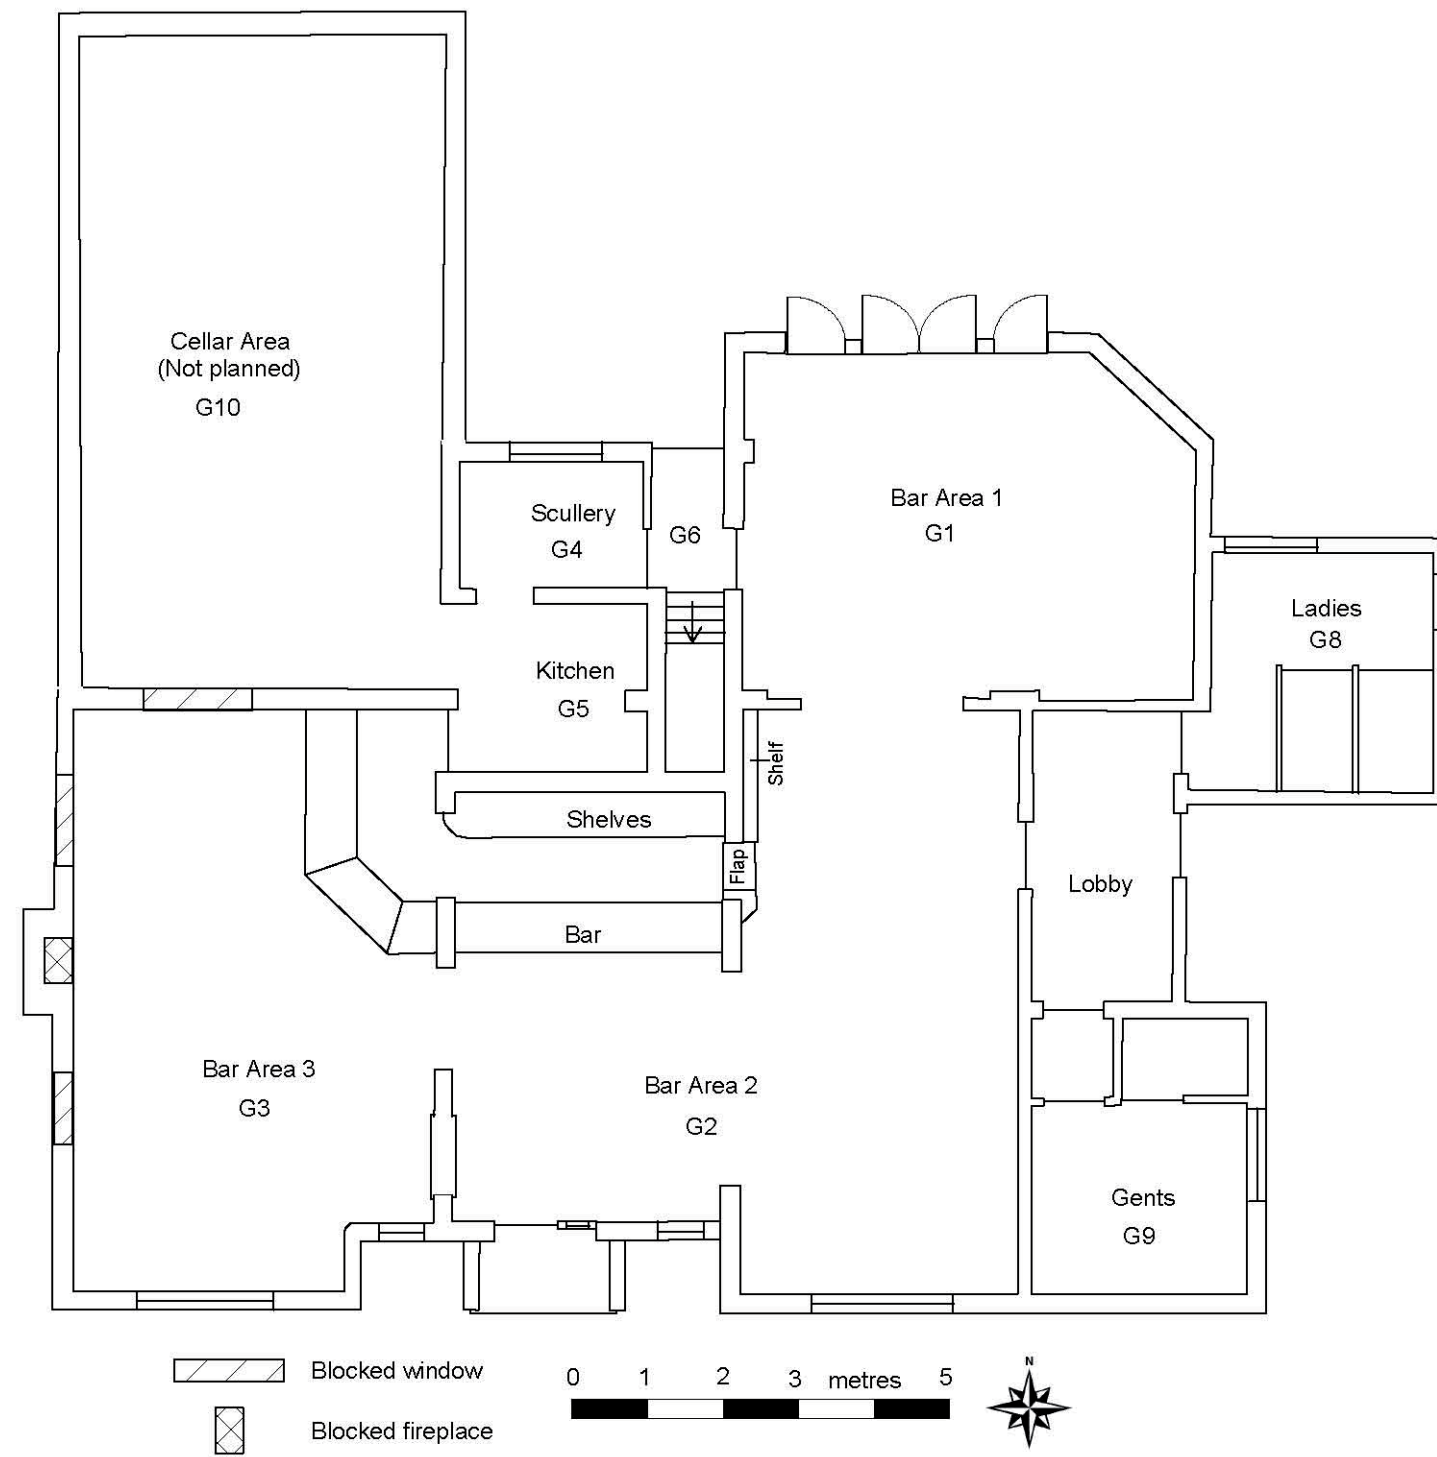 Cellar Area
(Not planned)
G10
Scullery
G4
G6
Bar Area 1
G1
Ladies
G8
Kitchen
G5
Shelf
Shelves
Flap
Lobby
Bar
Bar Area 3
G3
Bar Area 2
G2
Gents
G9
Blocked window
Blocked fireplace
0 1 2 3 metres 5
N